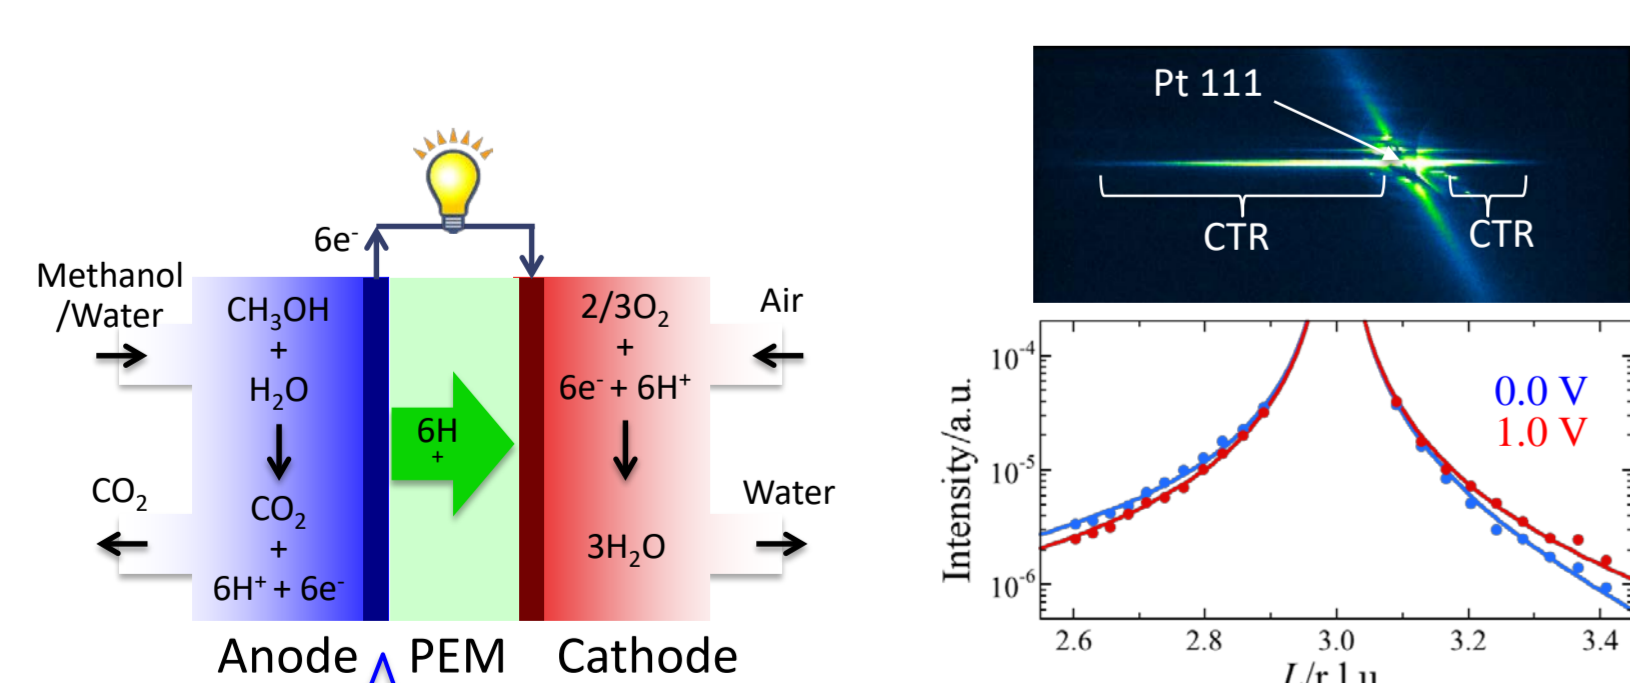 6e⁻
Methanol
/Water
CH₃OH
+
H₂O
CO₂
+
6H⁺ + 6e⁻
CO₂
6H
+
2/3O₂
+
6e⁻ + 6H⁺
3H₂O
Air
Water
Anode
PEM
Cathode
Pt 111
CTR
CTR
Intensity/a.u.
10⁻⁴
10⁻⁵
10⁻⁶
0.0 V
1.0 V
2.6 2.8 3.0 3.2 3.4
L/r.l.u.